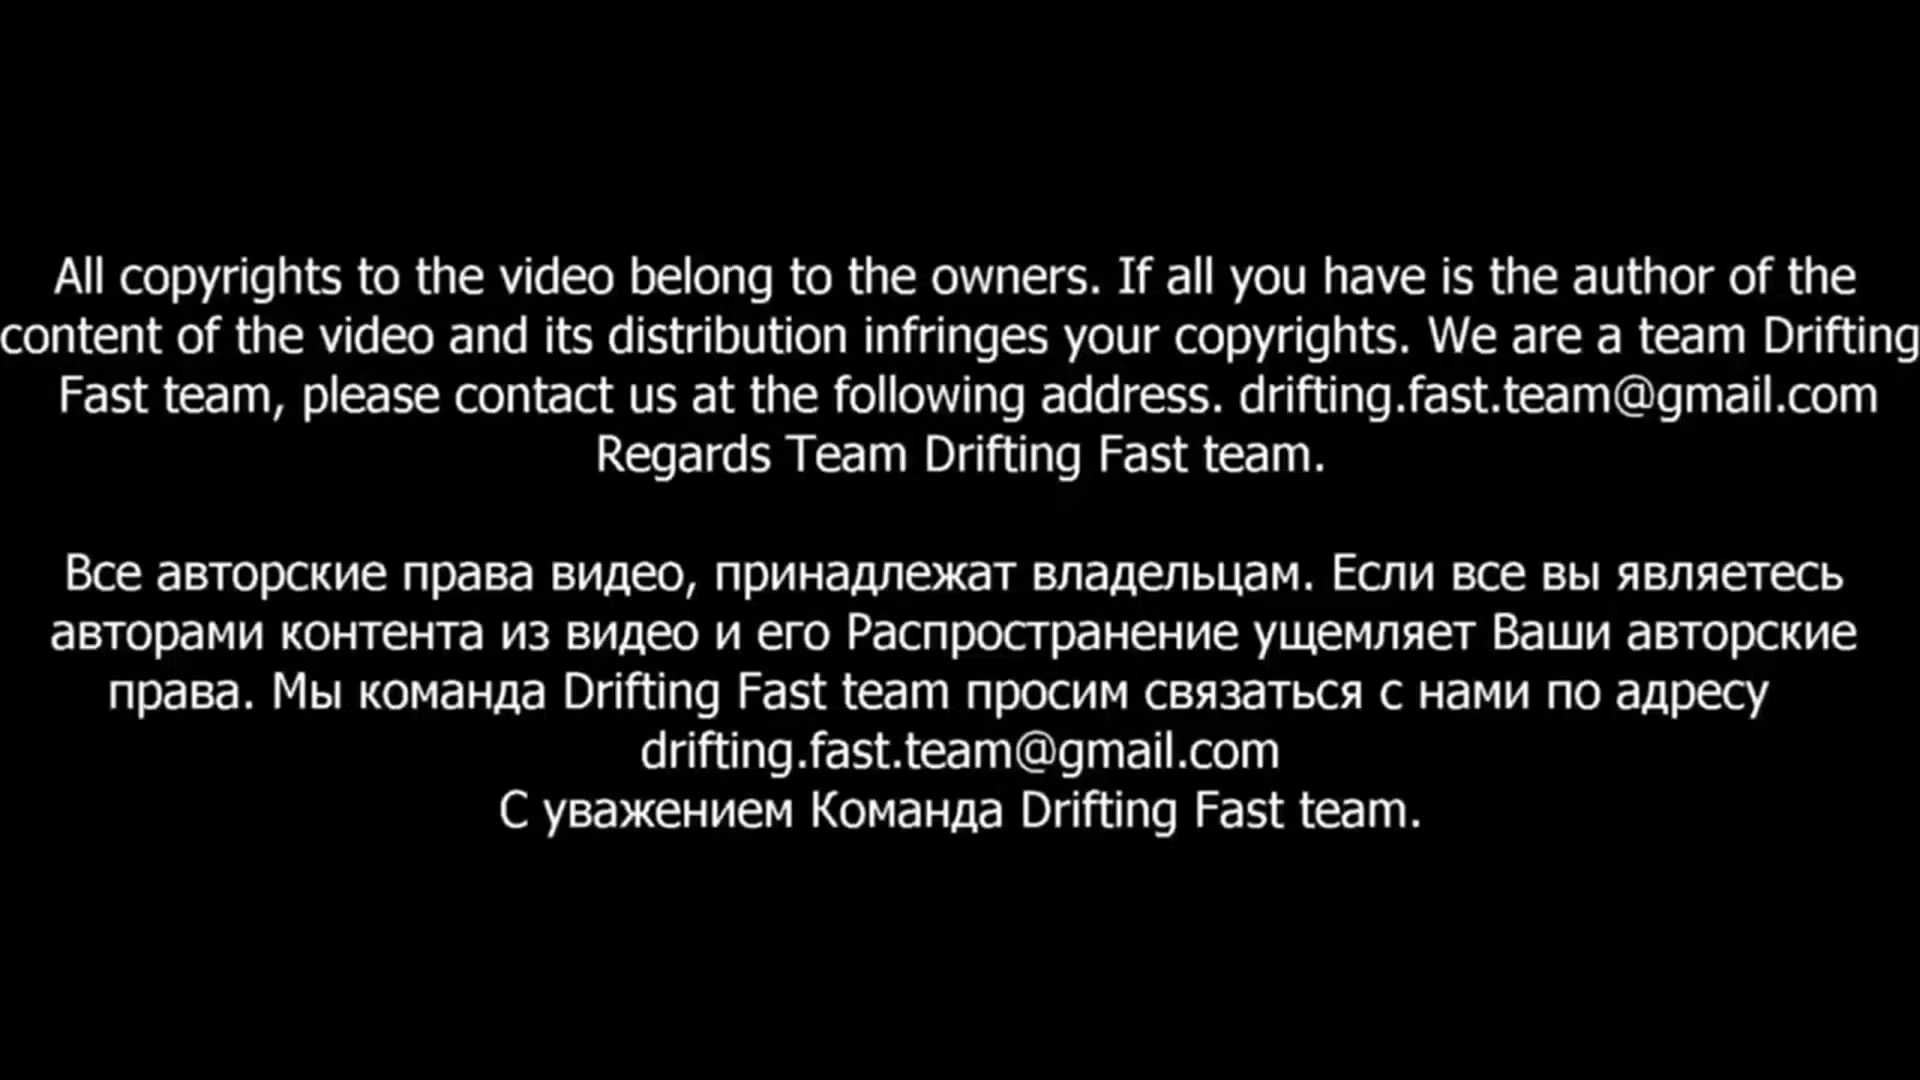 All copyrights to the video belong to the owners. If all you have is the author of the
content of the video and its distribution infringes your copyrights. We are a team Drifting
Fast team, please contact us at the following address. drifting.fast.team@gmail.com
Regards Team Drifting Fast team.
Все авторские права видео, принадлежат владельцам. Если все вы являетесь
авторами контента из видео и его Распространение ущемляет Ваши авторские
права. Мы команда Drifting Fast team просим связаться с нами по адресу
drifting.fast.team@gmail.com
С уважением Команда Drifting Fast team.